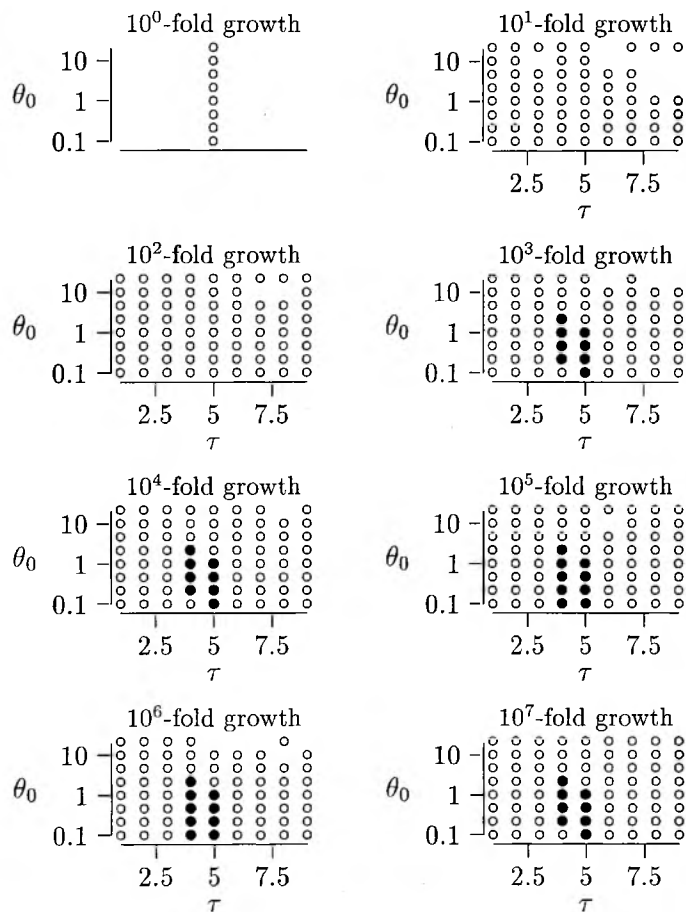 10⁰-fold growth
10¹-fold growth
10
θ₀
1
0.1
10
θ₀
1
0.1
2.5 5 7.5
τ
10²-fold growth
10³-fold growth
10
θ₀
1
0.1
2.5 5 7.5
τ
10
θ₀
1
0.1
2.5 5 7.5
τ
10⁴-fold growth
10⁵-fold growth
10
θ₀
1
0.1
2.5 5 7.5
τ
10
θ₀
1
0.1
2.5 5 7.5
τ
10⁶-fold growth
10⁷-fold growth
10
θ₀
1
0.1
2.5 5 7.5
τ
10
θ₀
1
0.1
2.5 5 7.5
τ